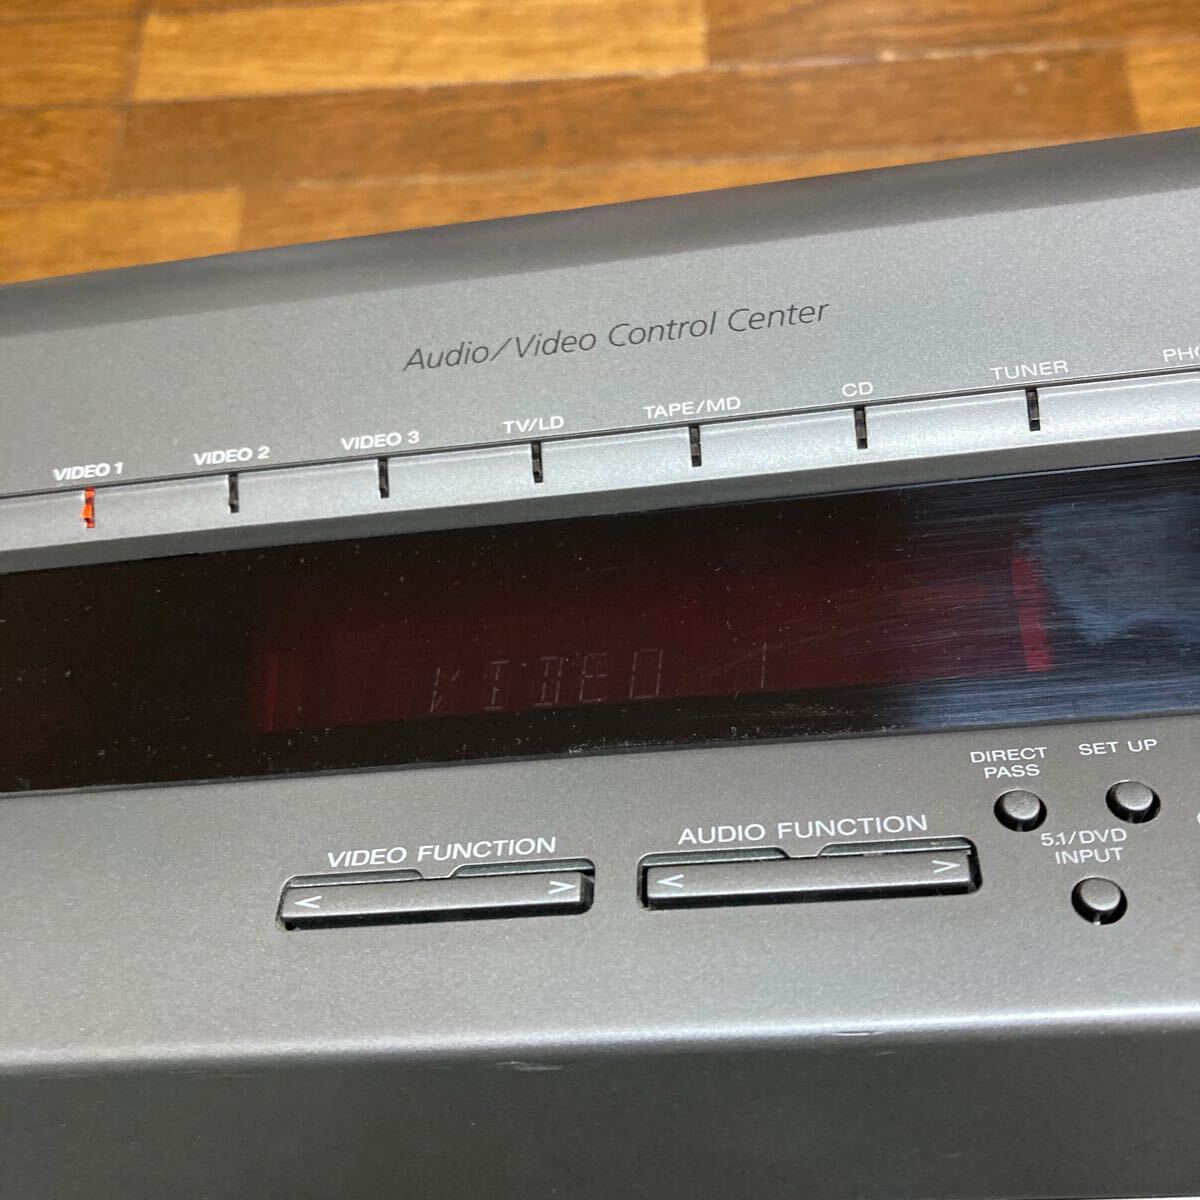 Audio/Video Control Center
VIDEO 1
VIDEO 2
VIDEO 3
TV/LD
TAPE/MD
CD
TUNER
VIDEO 1
VIDEO FUNCTION
< >
AUDIO FUNCTION
< >
DIRECT
PASS
SET UP
5.1/DVD
INPUT